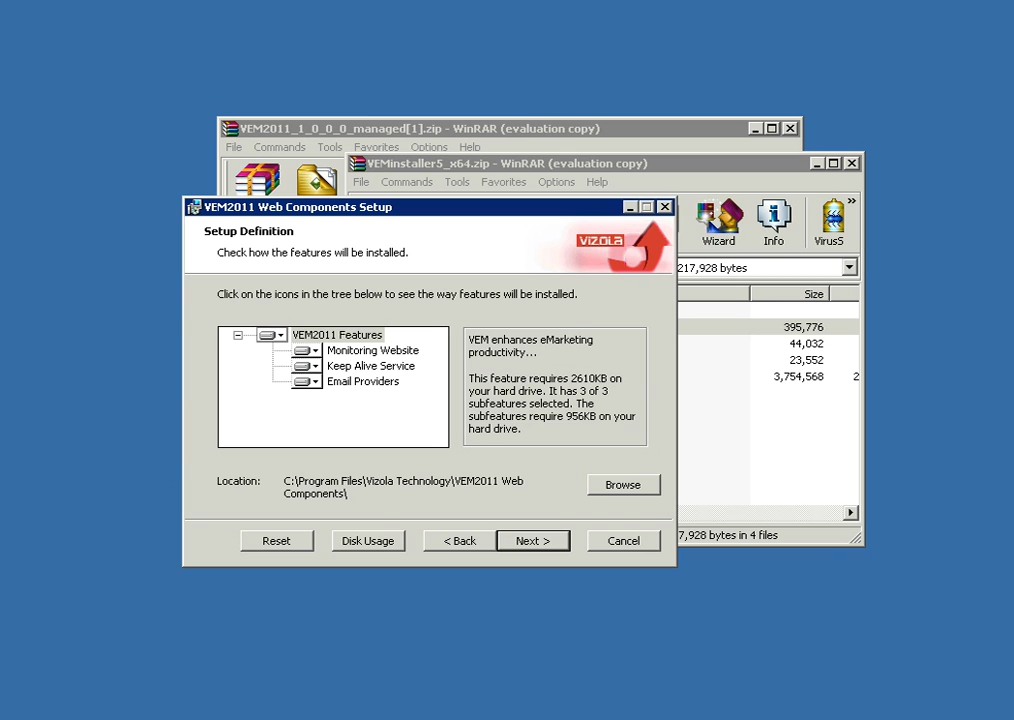 VEM2011_1_0_0_0_managed[1].zip - WinRAR (evaluation copy)
File Commands Tools Favorites Options Help
VEMinstaller5_x64.zip - WinRAR (evaluation copy)
File Commands Tools Favorites Options Help
Wizard Info VirusS
217,928 bytes
Size
395,776
44,032
23,552
3,754,568 2
7,928 bytes in 4 files
VEM2011 Web Components Setup
Setup Definition
Check how the features will be installed.
VIZOLA
Click on the icons in the tree below to see the way features will be installed.
VEM2011 Features
Monitoring Website
Keep Alive Service
Email Providers
VEM enhances eMarketing
productivity...
This feature requires 2610KB on
your hard drive. It has 3 of 3
subfeatures selected. The
subfeatures require 956KB on your
hard drive.
Location: C:\Program Files\Vizola Technology\VEM2011 Web
Components\
Browse
Reset Disk Usage < Back Next > Cancel